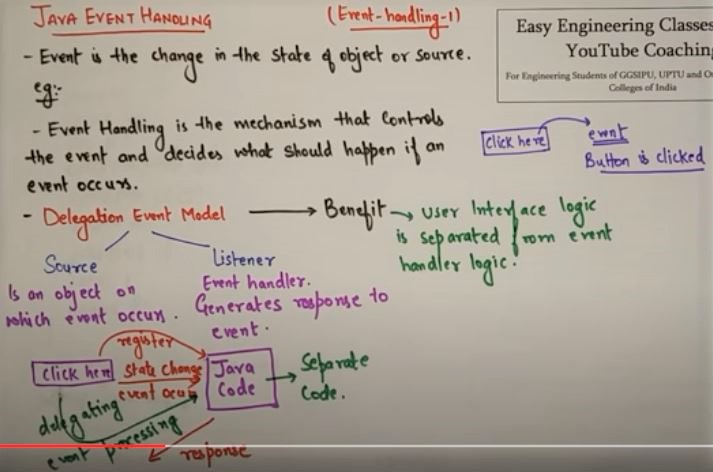 JAVA EVENT HANDLING
(Event-handling-1)
Easy Engineering Classes
YouTube Coaching
For Engineering Students of GGSIPU, UPTU and
Colleges of India
- Event is the change in the state of object or source.
eg:-
- Event Handling is the mechanism that controls
the event and decides what should happen if an
event occurs.
click here
event
Button is clicked
- Delegation Event Model
Benefit
User Interface logic
is separated from event
handler logic.
Source
Is an object on
which event occurs.
Listener
Event handler.
Generates response to
event.
register
click here
State Change
event occurs
Java
Code
Separate
Code.
delegating
event processing
response